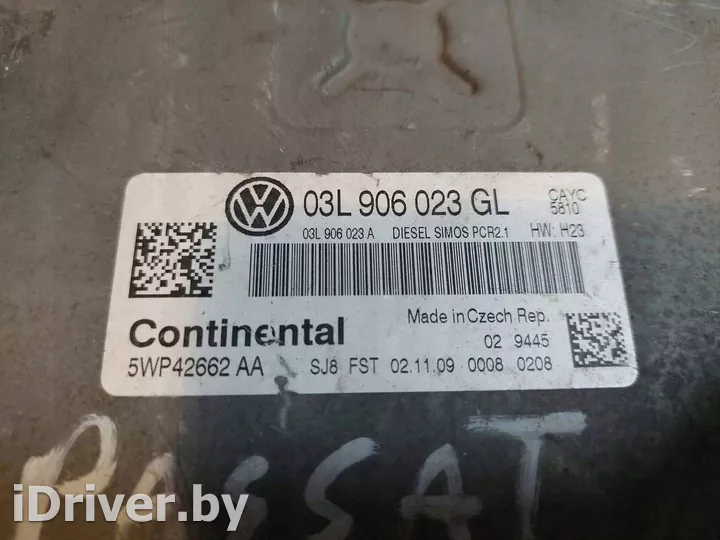 03L 906 023 GL CAYC
5810
03L 906 023 A DIESEL SIMOS PCR2.1 HW: H23
Continental Made in Czech Rep.
02 9445
5WP42662 AA SJ8 FST 02.11.09 0008 0208
PASSAT
iDriver.by